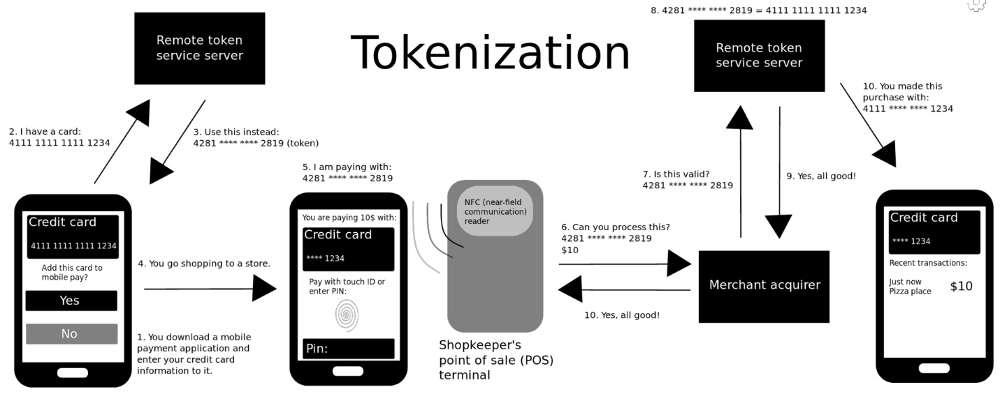 Tokenization
Remote token
service server
2. I have a card:
4111 1111 1111 1234
3. Use this instead:
4281 **** **** 2819 (token)
Credit card
4111 1111 1111 1234
Add this card to
mobile pay?
Yes
No
1. You download a mobile
payment application and
enter your credit card
information to it.
4. You go shopping to a store.
5. I am paying with:
4281 **** **** 2819
You are paying 10$ with:
Credit card
**** 1234
Pay with touch ID or
enter PIN:
Pin:
NFC (near-field
communication)
reader
Shopkeeper's
point of sale (POS)
terminal
6. Can you process this?
4281 **** **** 2819
$10
10. Yes, all good!
Merchant acquirer
7. Is this valid?
4281 **** **** 2819
8. 4281 **** **** 2819 = 4111 1111 1111 1234
Remote token
service server
9. Yes, all good!
10. You made this
purchase with:
4111 **** **** 1234
Credit card
**** 1234
Recent transactions:
Just now
Pizza place
$10